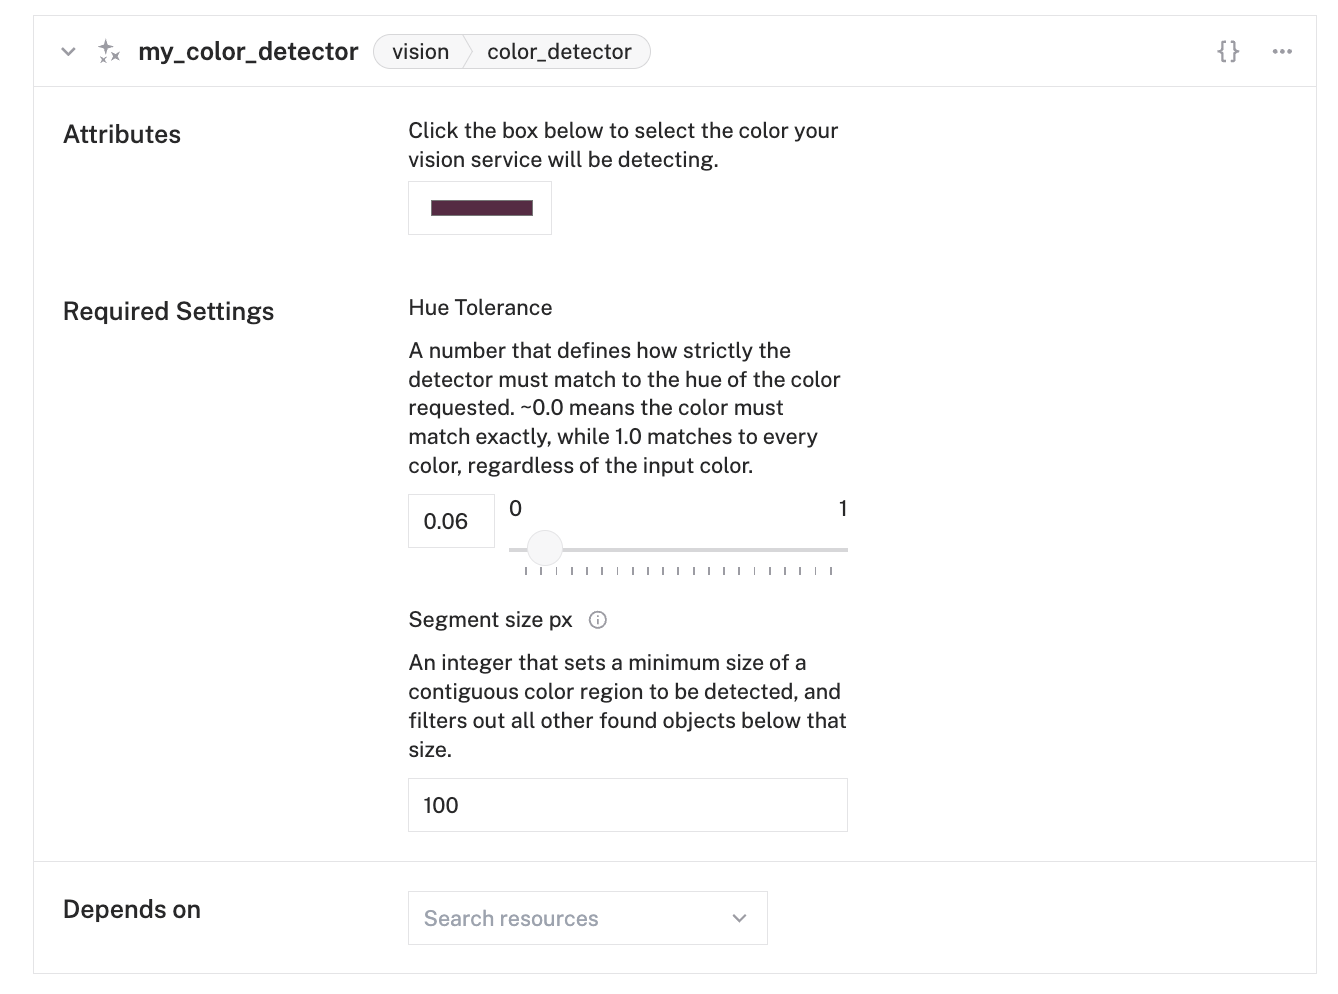 my_color_detector vision color_detector {} ...
Attributes
Click the box below to select the color your
vision service will be detecting.
Required Settings
Hue Tolerance
A number that defines how strictly the
detector must match to the hue of the color
requested. ~0.0 means the color must
match exactly, while 1.0 matches to every
color, regardless of the input color.
0 1
0.06
Segment size px
An integer that sets a minimum size of a
contiguous color region to be detected, and
filters out all other found objects below that
size.
100
Depends on
Search resources